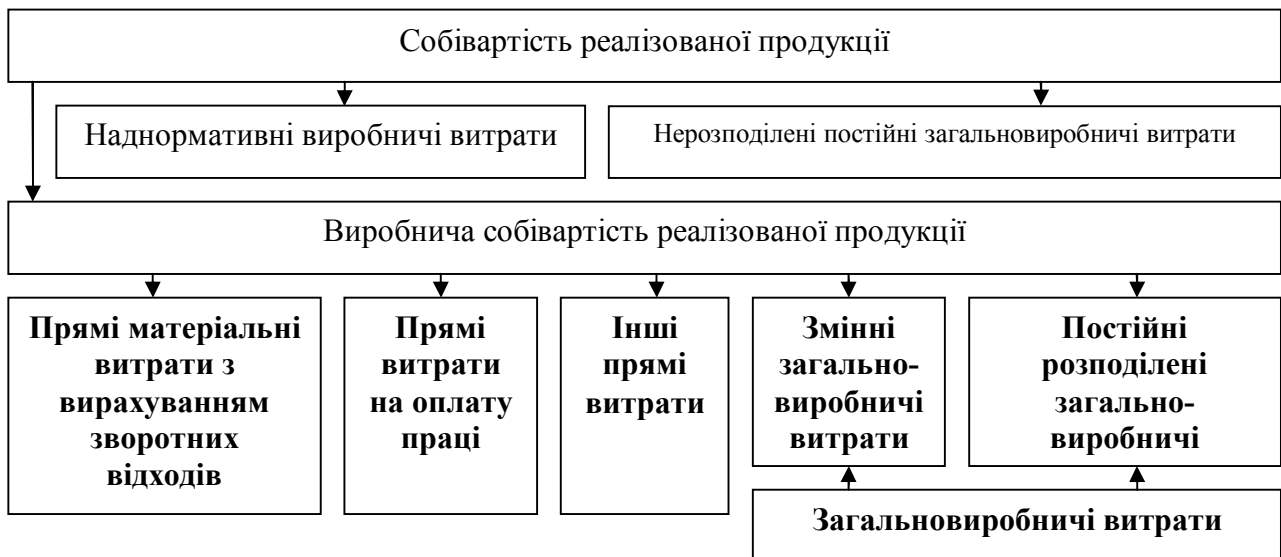 Собівартість реалізованої продукції
Наднормативні виробничі витрати
Нерозподілені постійні загальновиробничі витрати
Виробнича собівартість реалізованої продукції
Прямі матеріальні
витрати з
вирахуванням
зворотних
відходів
Прямі
витрати
на оплату
праці
Інші
прямі
витрати
Змінні
загально-
виробничі
витрати
Постійні
розподілені
загально-
виробничі
Загальновиробничі витрати